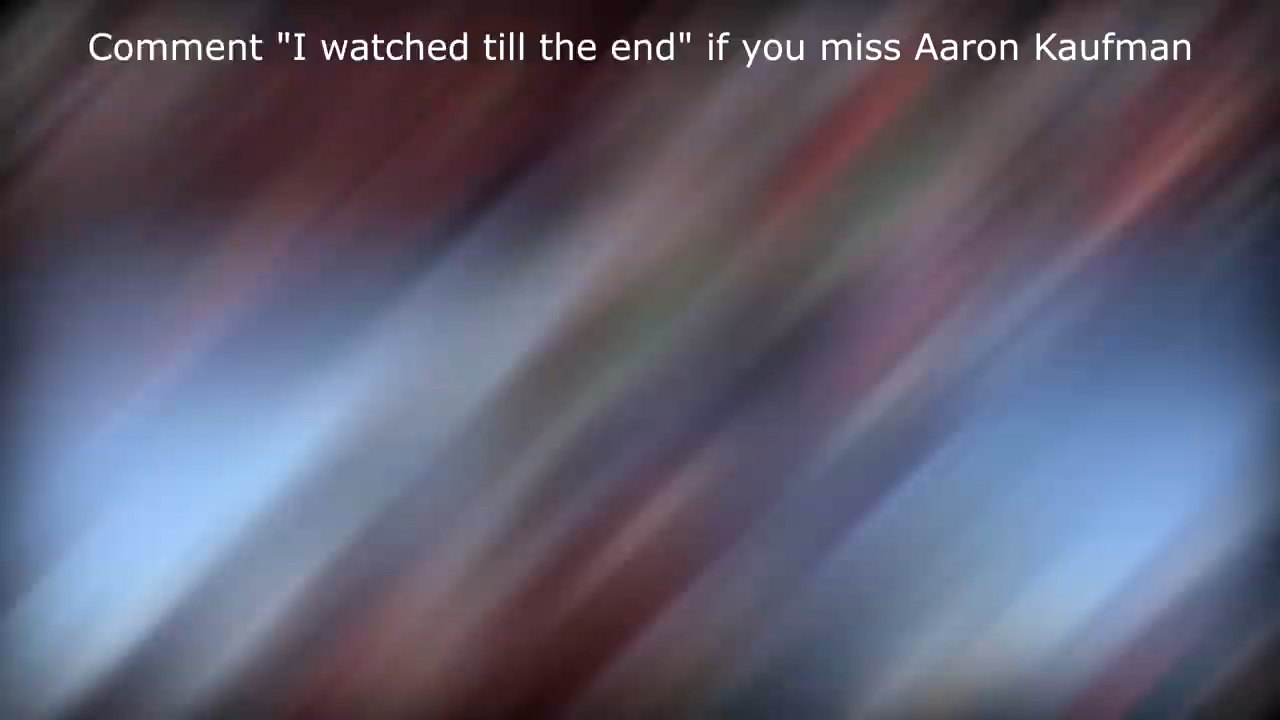 Comment "I watched till the end" if you miss Aaron Kaufman